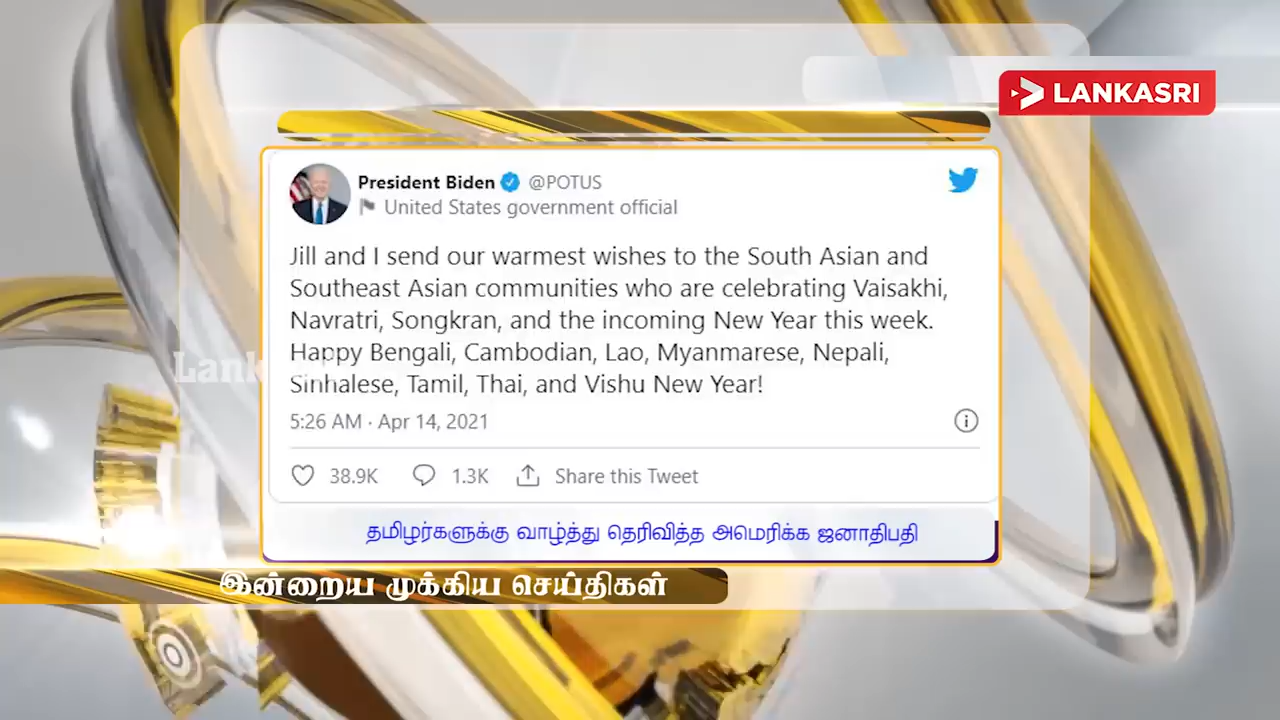 LANKASRI
President Biden @POTUS
United States government official
Jill and I send our warmest wishes to the South Asian and
Southeast Asian communities who are celebrating Vaisakhi,
Navratri, Songkran, and the incoming New Year this week.
Happy Bengali, Cambodian, Lao, Myanmarese, Nepali,
Sinhalese, Tamil, Thai, and Vishu New Year!
5:26 AM · Apr 14, 2021
38.9K 1.3K Share this Tweet
தமிழர்களுக்கு வாழ்த்து தெரிவித்த அமெரிக்க ஜனாதிபதி
இன்றைய முக்கிய செய்திகள்